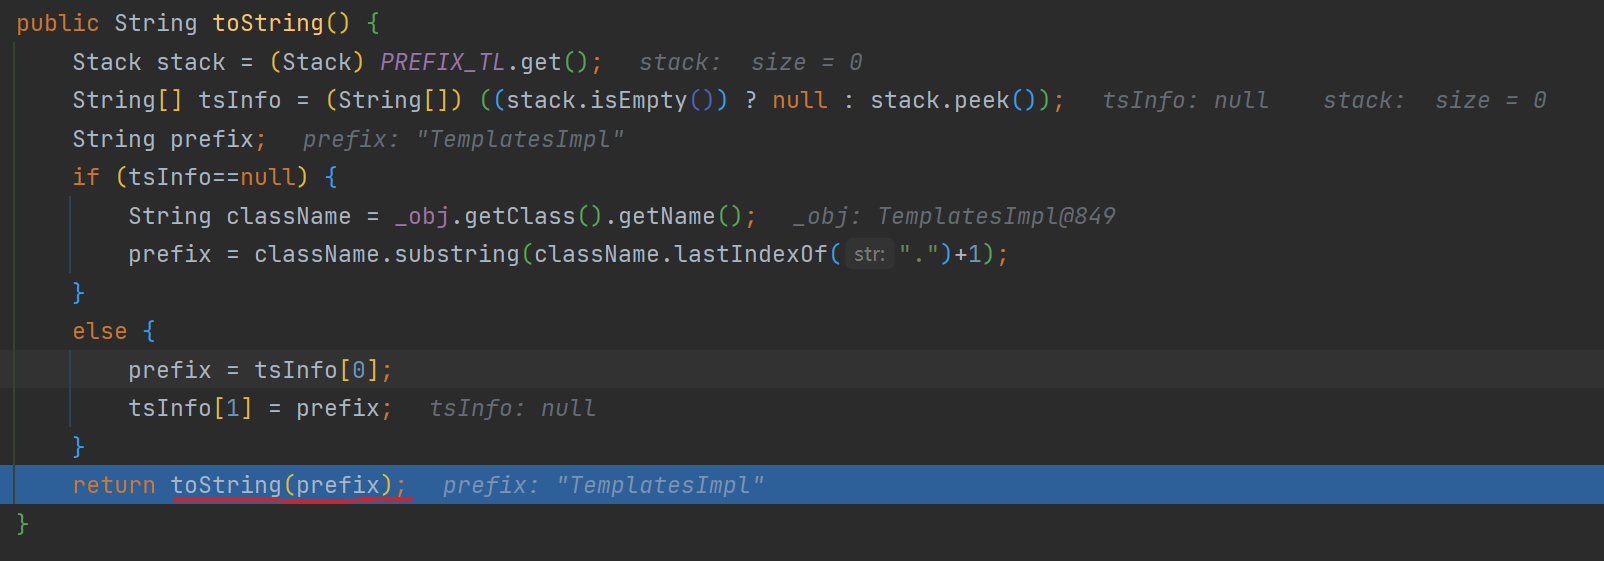 public String toString() {
    Stack stack = (Stack) PREFIX_TL.get();   stack:  size = 0
    String[] tsInfo = (String[]) ((stack.isEmpty()) ? null : stack.peek());   tsInfo: null    stack:  size = 0
    String prefix;   prefix: "TemplatesImpl"
    if (tsInfo==null) {
        String className = _obj.getClass().getName();   _obj: TemplatesImpl@849
        prefix = className.substring(className.lastIndexOf( str: ".")+1);
    }
    else {
        prefix = tsInfo[0];
        tsInfo[1] = prefix;   tsInfo: null
    }
    return toString(prefix);   prefix: "TemplatesImpl"
}